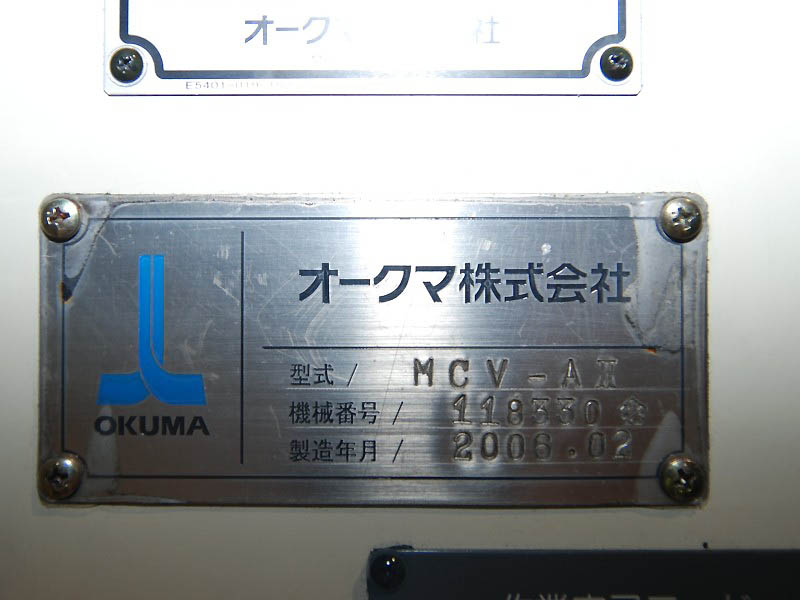 オークマ 社
E5401
オークマ株式会社
OKUMA
型式 / MCV-AⅡ
機械番号 / 118330*
製造年月 / 2006.02